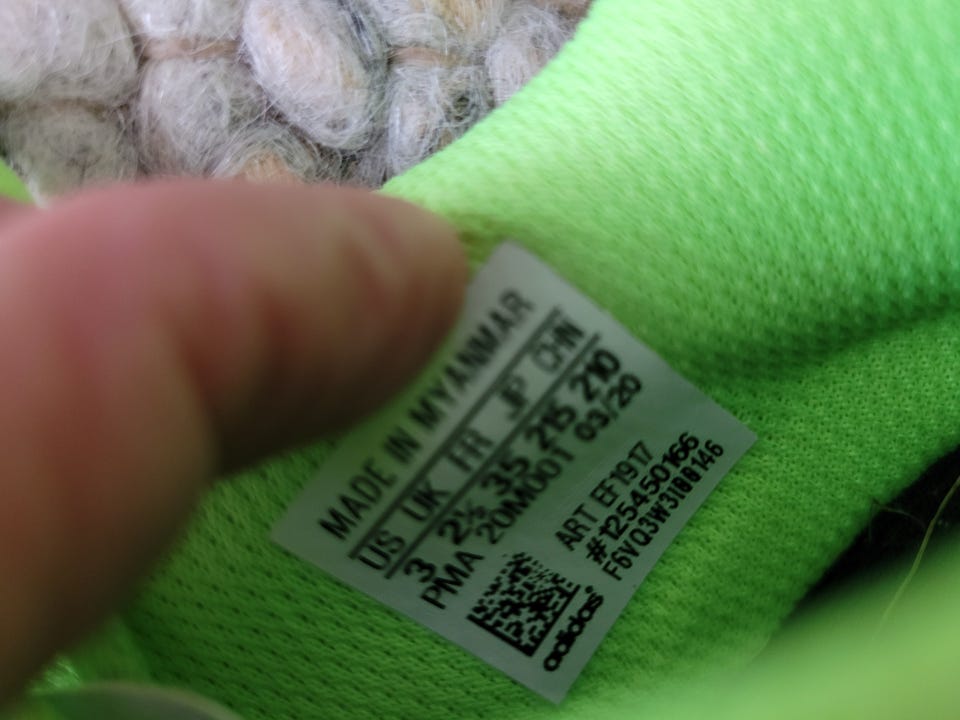 MADE IN MYANMAR
US UK FR JP CHN
3 2½ 35 215 210
PMA 20M001 03/20
ART EF1917
#125450166
F6VQ3W3I00146
adidas